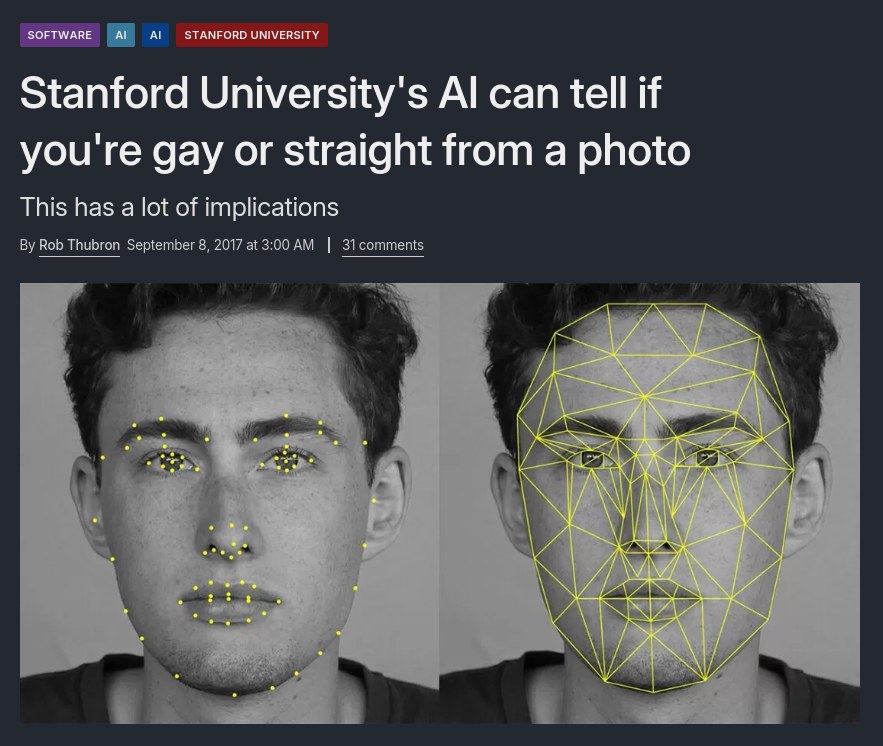 SOFTWARE AI AI STANFORD UNIVERSITY
Stanford University's AI can tell if
you're gay or straight from a photo
This has a lot of implications
By Rob Thubron September 8, 2017 at 3:00 AM | 31 comments